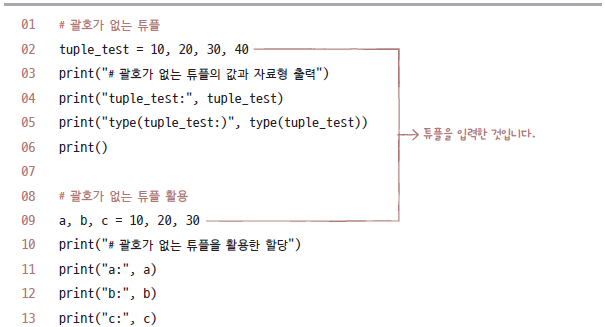 01 # 괄호가 없는 튜플
02 tuple_test = 10, 20, 30, 40
03 print("# 괄호가 없는 튜플의 값과 자료형 출력")
04 print("tuple_test:", tuple_test)
05 print("type(tuple_test:)", type(tuple_test))
튜플을 입력한 것입니다.
06 print()
07
08 # 괄호가 없는 튜플 활용
09 a, b, c = 10, 20, 30
10 print("# 괄호가 없는 튜플을 활용한 할당")
11 print("a:", a)
12 print("b:", b)
13 print("c:", c)